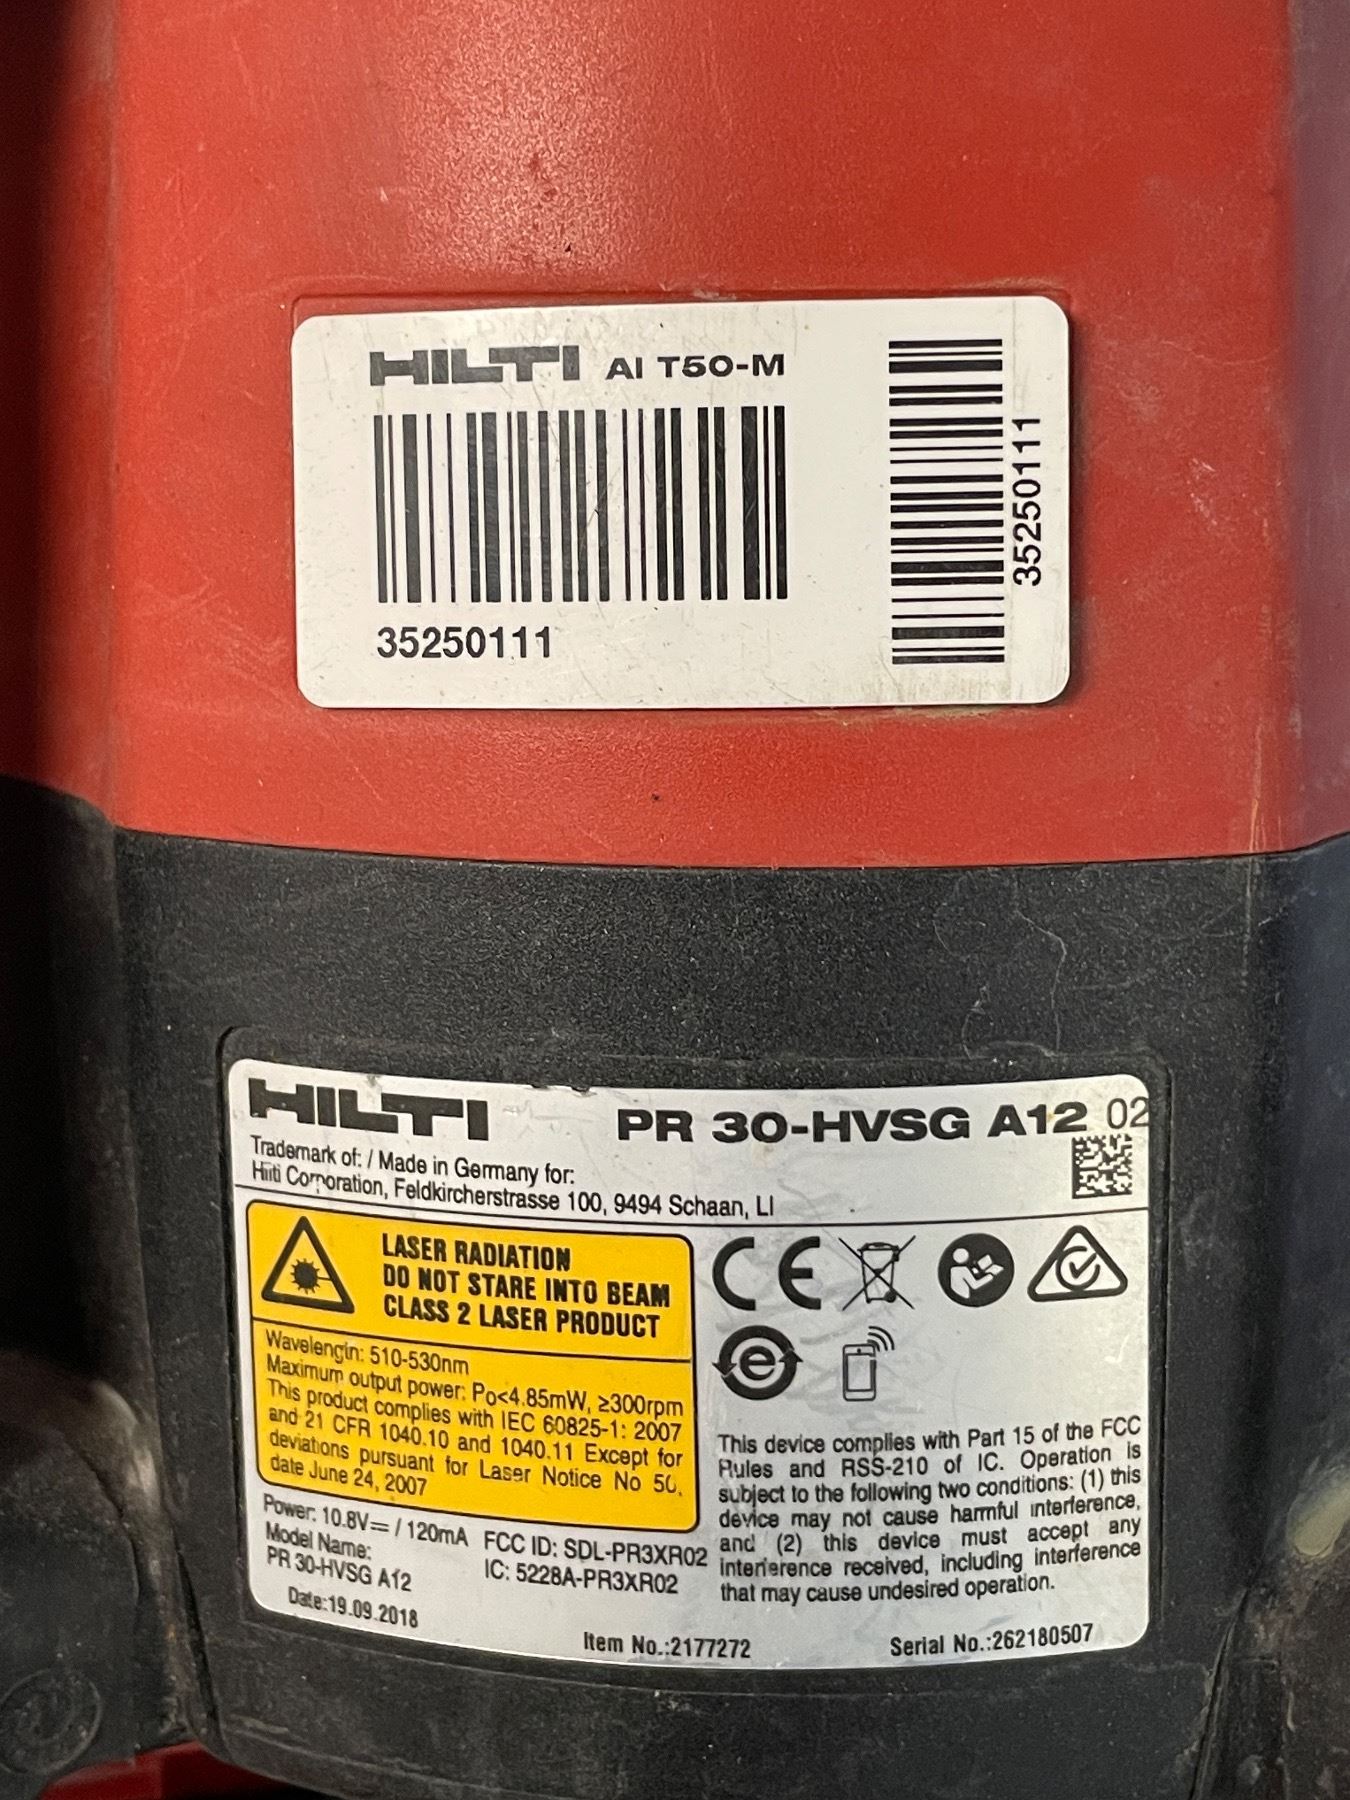 HILTI AI T50-M
35250111
35250111
HILTI PR 30-HVSG A12 02
Trademark of: / Made in Germany for:
Hilti Corporation, Feldkircherstrasse 100, 9494 Schaan, LI
LASER RADIATION
DO NOT STARE INTO BEAM
CLASS 2 LASER PRODUCT
Wavelength: 510-530nm
Maximum output power: Po<4.85mW, ≥300rpm
This product complies with IEC 60825-1: 2007
and 21 CFR 1040.10 and 1040.11 Except for
deviations pursuant for Laser Notice No 50,
date June 24, 2007
CE
e
This device complies with Part 15 of the FCC
Rules and RSS-210 of IC. Operation is
subject to the following two conditions: (1) this
device may not cause harmful interference,
and (2) this device must accept any
interference received, including interference
that may cause undesired operation.
Power: 10.8V⎓ / 120mA
Model Name:
PR 30-HVSG A12
FCC ID: SDL-PR3XR02
IC: 5228A-PR3XR02
Date:19.09.2018
Item No.:2177272
Serial No.:262180507